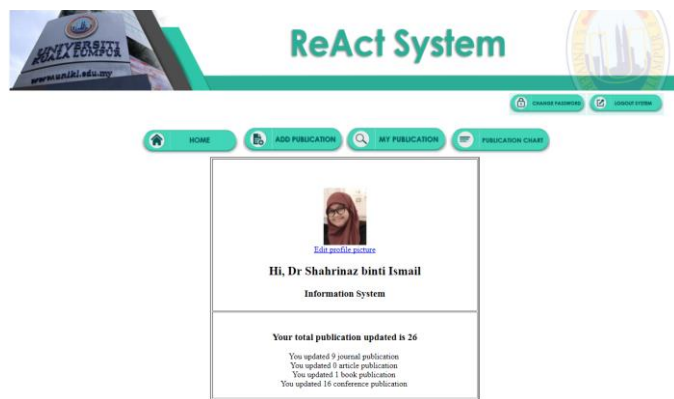 UNIVERSITI
KUALA LUMPUR
www.unikl.edu.my
ReAct System
CHANGE PASSWORD
LOGOUT SYSTEM
HOME
ADD PUBLICATION
MY PUBLICATION
PUBLICATION CHART
Edit profile picture
Hi, Dr Shahrinaz binti Ismail
Information System
Your total publication updated is 26
You updated 9 journal publication
You updated 0 article publication
You updated 1 book publication
You updated 16 conference publication